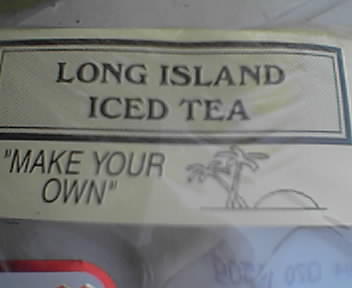 LONG ISLAND
ICED TEA
"MAKE YOUR
OWN"